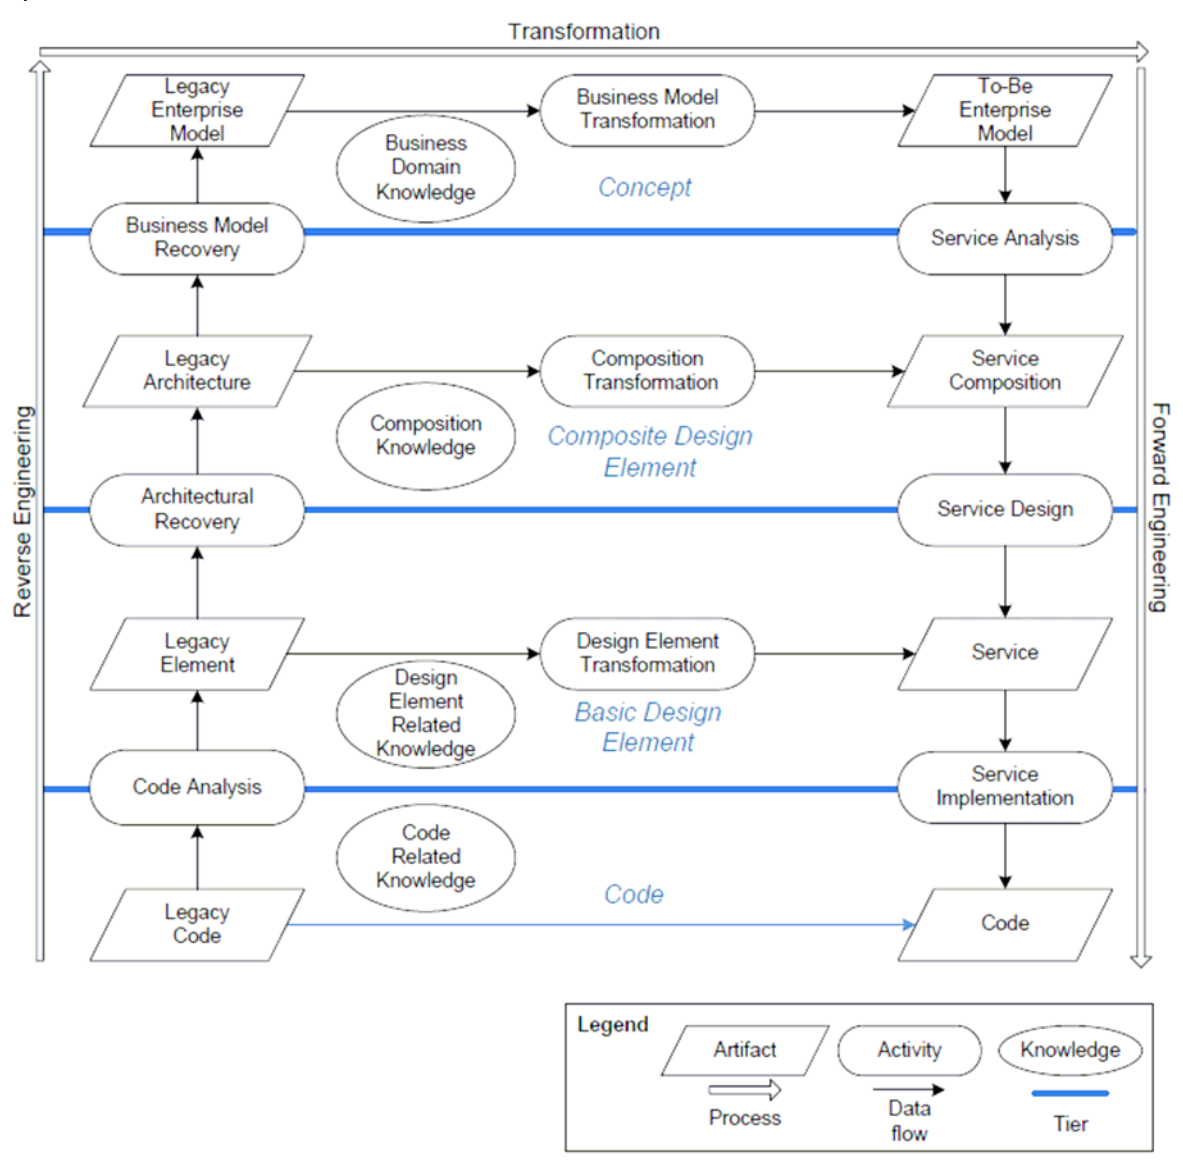 Transformation
Legacy
Enterprise
Model
Business Model
Transformation
To-Be
Enterprise
Model
Business
Domain
Knowledge
Concept
Business Model
Recovery
Service Analysis
Legacy
Architecture
Composition
Transformation
Service
Composition
Composition
Knowledge
Composite Design
Element
Reverse Engineering
Forward Engineering
Architectural
Recovery
Service Design
Legacy
Element
Design Element
Transformation
Service
Design
Element
Related
Knowledge
Basic Design
Element
Code Analysis
Service
Implementation
Code
Related
Knowledge
Code
Legacy
Code
Code
Legend
Artifact
Activity
Knowledge
Process
Data
flow
Tier